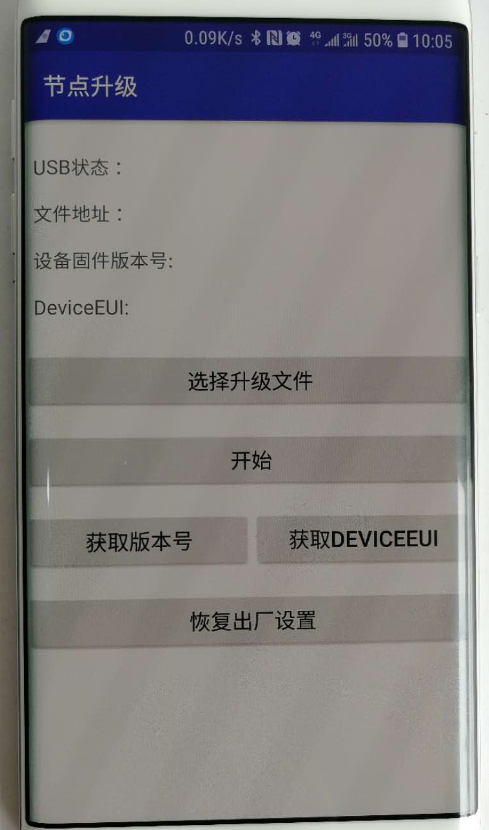 0.09K/s 4G 3G 50% 10:05
节点升级
USB状态：
文件地址：
设备固件版本号:
DeviceEUI:
选择升级文件
开始
获取版本号 获取DEVICEEUI
恢复出厂设置